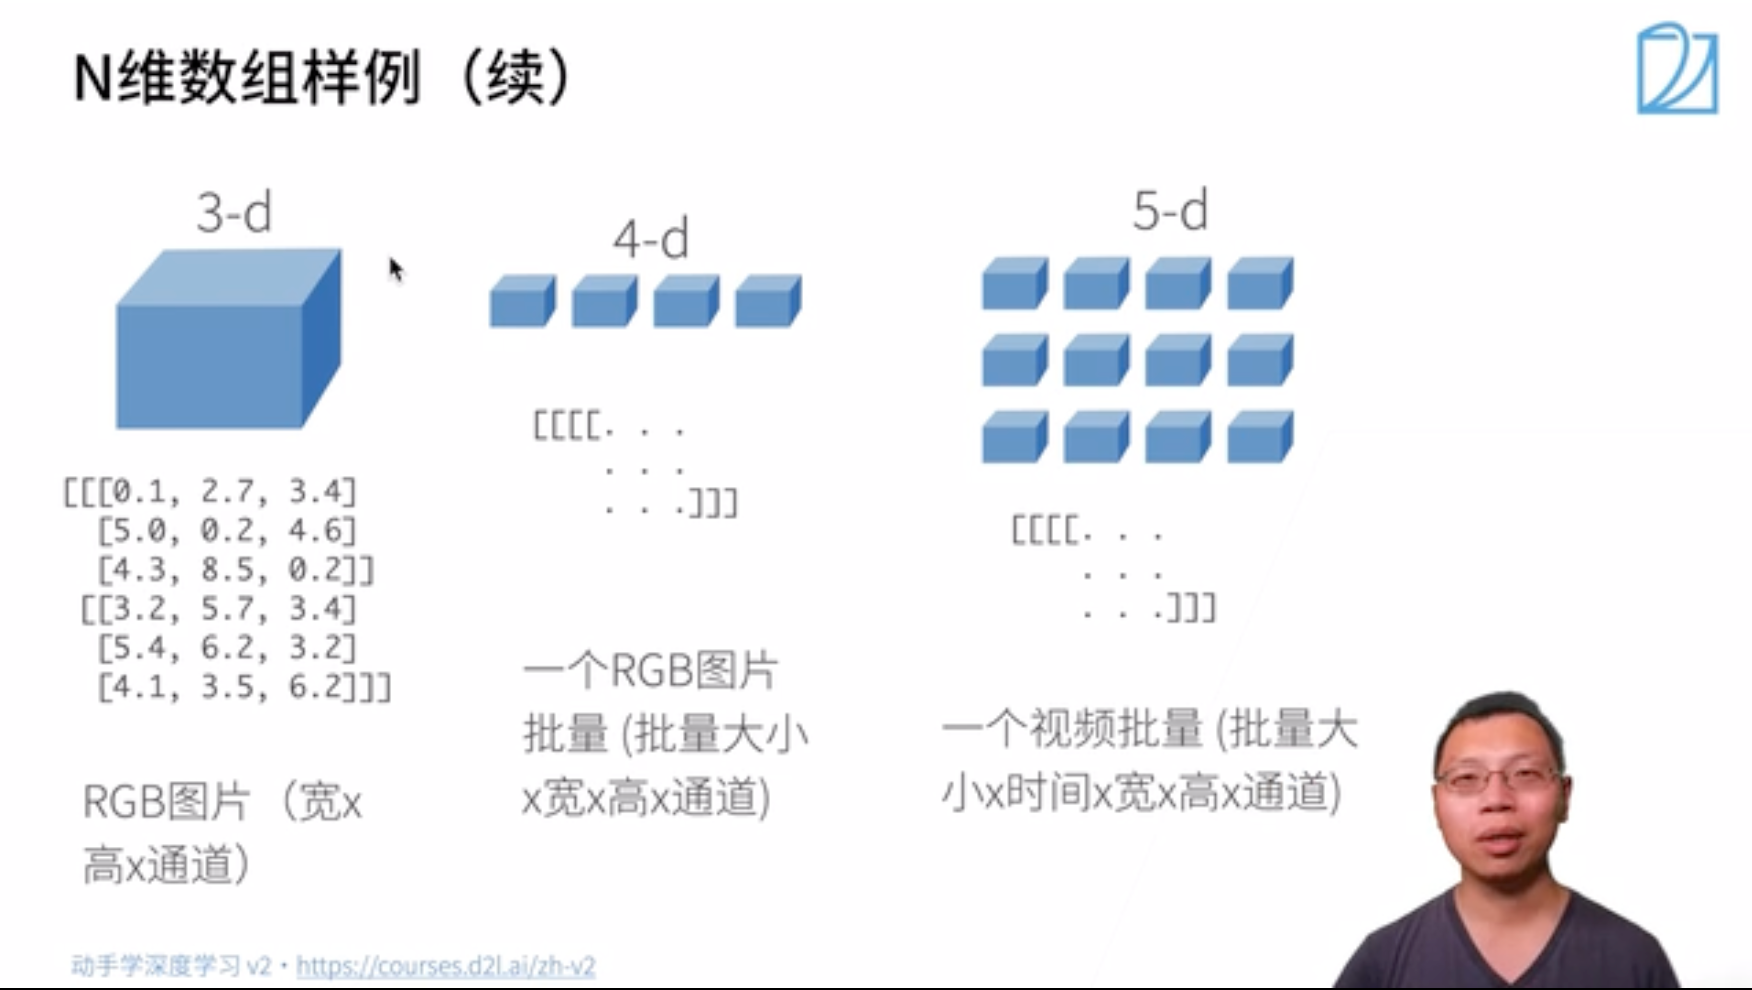 N维数组样例（续）
3-d
[[[0.1, 2.7, 3.4]
[5.0, 0.2, 4.6]
[4.3, 8.5, 0.2]]
[[3.2, 5.7, 3.4]
[5.4, 6.2, 3.2]
[4.1, 3.5, 6.2]]]
RGB图片（宽x
高x通道）
4-d
[[[[. . .
. . .
. . .]]]
一个RGB图片
批量 (批量大小
x宽x高x通道)
5-d
[[[[. . .
. . .
. . .]]]
一个视频批量 (批量大
小x时间x宽x高x通道)
动手学深度学习 v2 · https://courses.d2l.ai/zh-v2